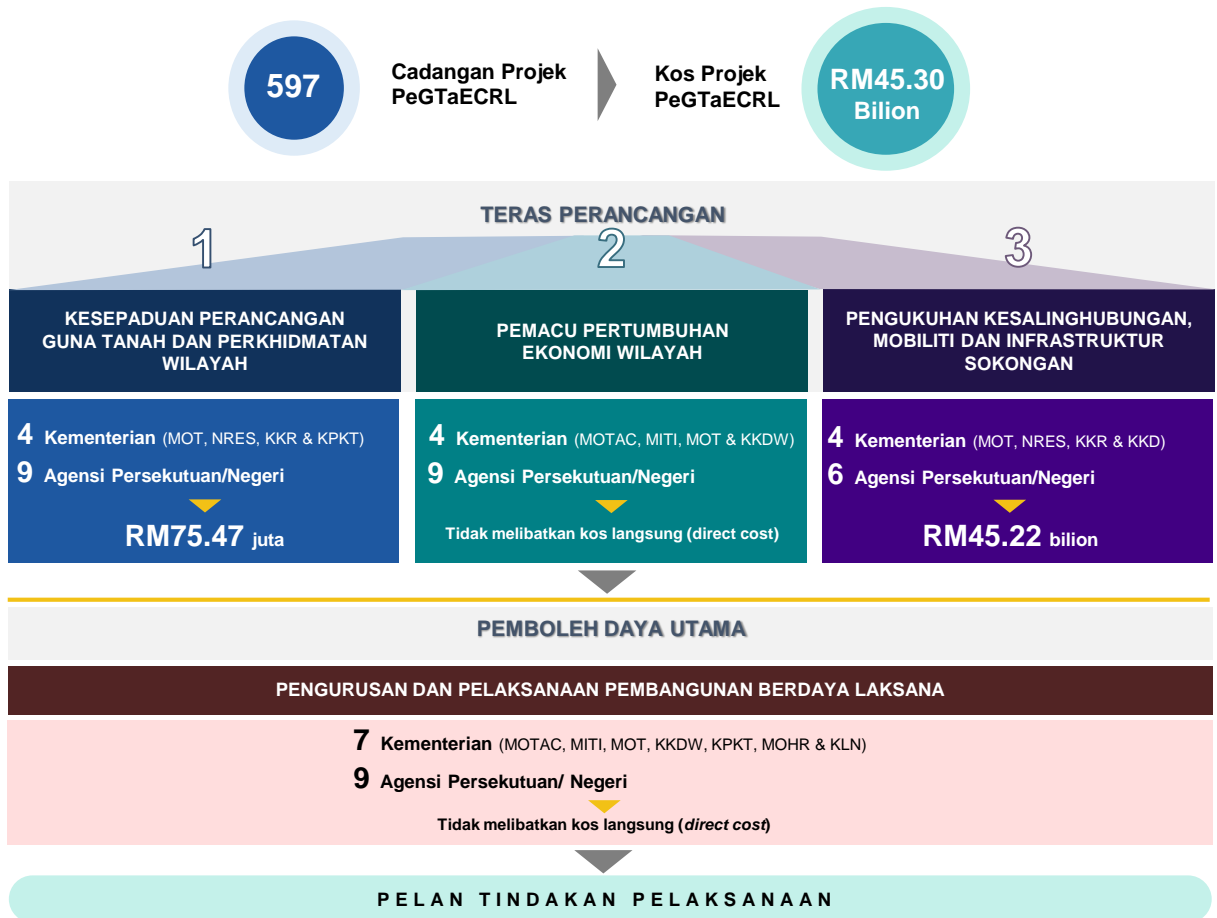 597
Cadangan Projek
PeGTaECRL
Kos Projek
PeGTaECRL
RM45.30
Bilion
TERAS PERANCANGAN
1
2
3
KESEPADUAN PERANCANGAN
GUNA TANAH DAN PERKHIDMATAN
WILAYAH
4 Kementerian (MOT, NRES, KKR & KPKT)
9 Agensi Persekutuan/Negeri
RM75.47 juta
PEMACU PERTUMBUHAN
EKONOMI WILAYAH
4 Kementerian (MOTAC, MITI, MOT & KKDW)
9 Agensi Persekutuan/Negeri
Tidak melibatkan kos langsung (direct cost)
PENGUKUHAN KESALINGHUBUNGAN,
MOBILITI DAN INFRASTRUKTUR
SOKONGAN
4 Kementerian (MOT, NRES, KKR & KKD)
6 Agensi Persekutuan/Negeri
RM45.22 bilion
PEMBOLEH DAYA UTAMA
PENGURUSAN DAN PELAKSANAAN PEMBANGUNAN BERDAYA LAKSANA
7 Kementerian (MOTAC, MITI, MOT, KKDW, KPKT, MOHR & KLN)
9 Agensi Persekutuan/ Negeri
Tidak melibatkan kos langsung (direct cost)
PELAN TINDAKAN PELAKSANAAN